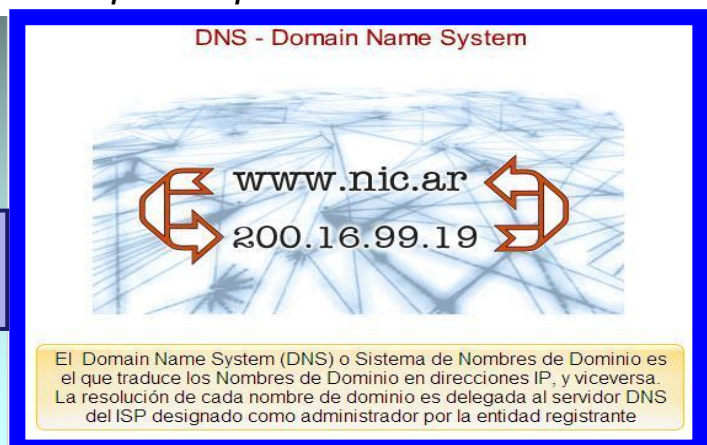 DNS - Domain Name System
www.nic.ar
200.16.99.19
El Domain Name System (DNS) o Sistema de Nombres de Dominio es
el que traduce los Nombres de Dominio en direcciones IP, y viceversa.
La resolución de cada nombre de dominio es delegada al servidor DNS
del ISP designado como administrador por la entidad registrante